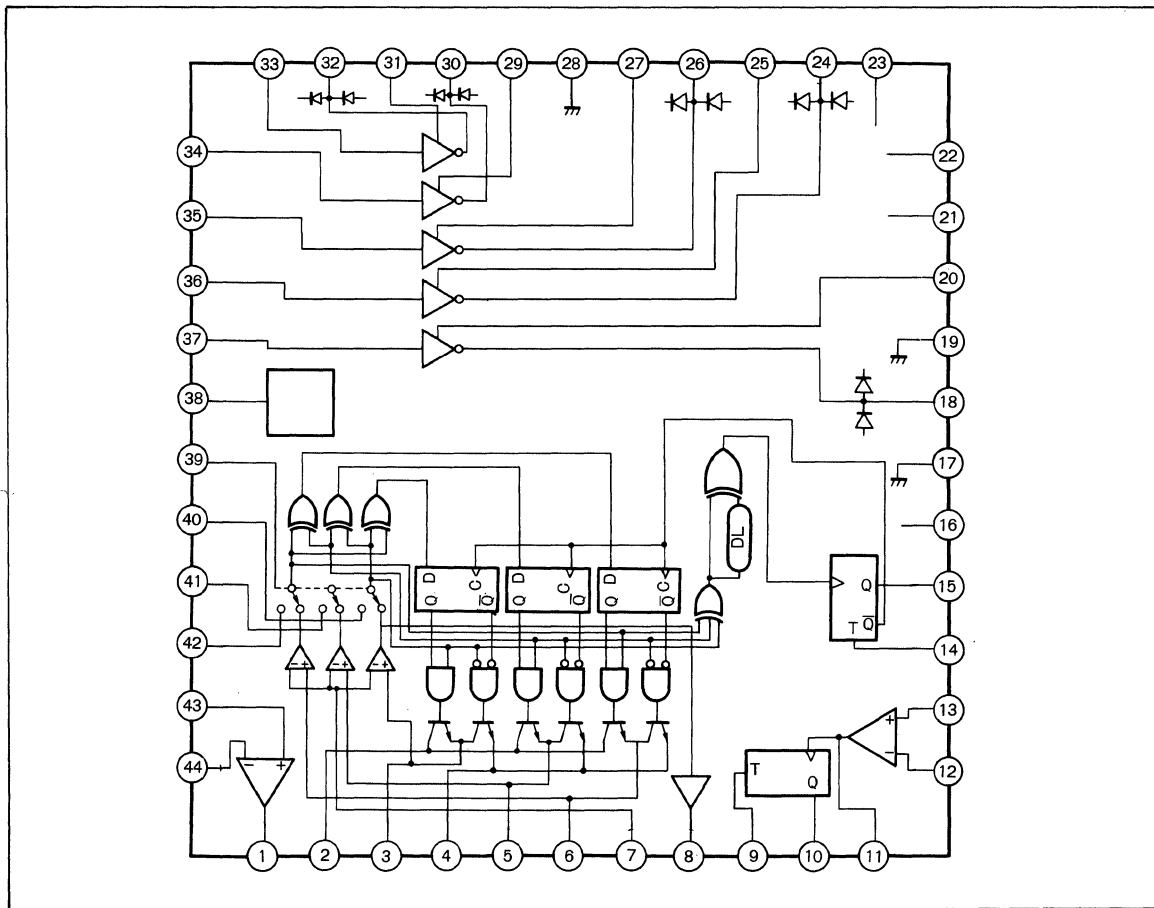 33 32 31 30 29 28 27 26 25 24 23
34
22
35
21
36
20
37
19
38
18
39
17
40
16
DL
41
D C D C D C
Q Q̅ Q Q̅ Q Q̅
15
Q
T Q̅
42
14
- + - + - +
43
13
+
-
44
- +
12
T Q
1 2 3 4 5 6 7 8 9 10 11